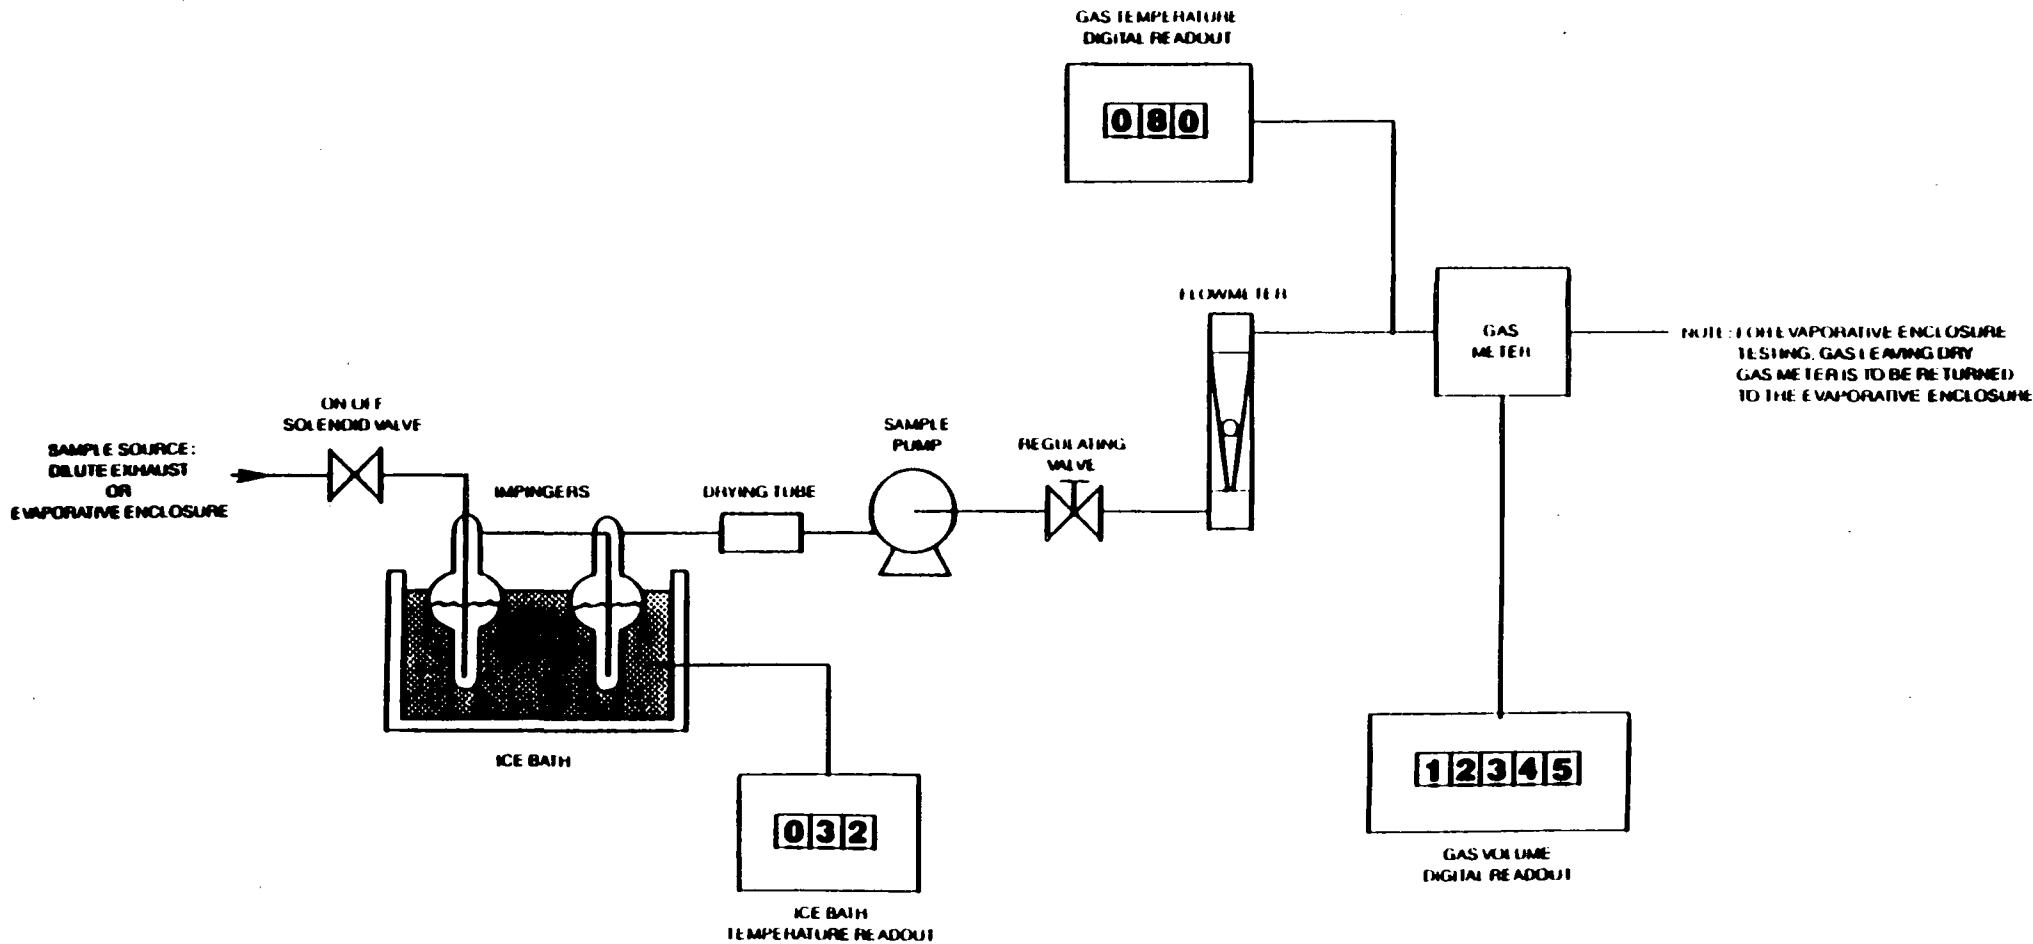 GAS TEMPERATURE
DIGITAL READOUT
080
FLOWMETER
GAS
METER
NOTE: FOR EVAPORATIVE ENCLOSURE
TESTING, GAS LEAVING DRY
GAS METER IS TO BE RETURNED
TO THE EVAPORATIVE ENCLOSURE
ON OFF
SOLENOID VALVE
SAMPLE SOURCE:
DILUTE EXHAUST
OR
EVAPORATIVE ENCLOSURE
IMPINGERS
DRYING TUBE
SAMPLE
PUMP
REGULATING
VALVE
ICE BATH
032
ICE BATH
TEMPERATURE READOUT
12345
GAS VOLUME
DIGITAL READOUT